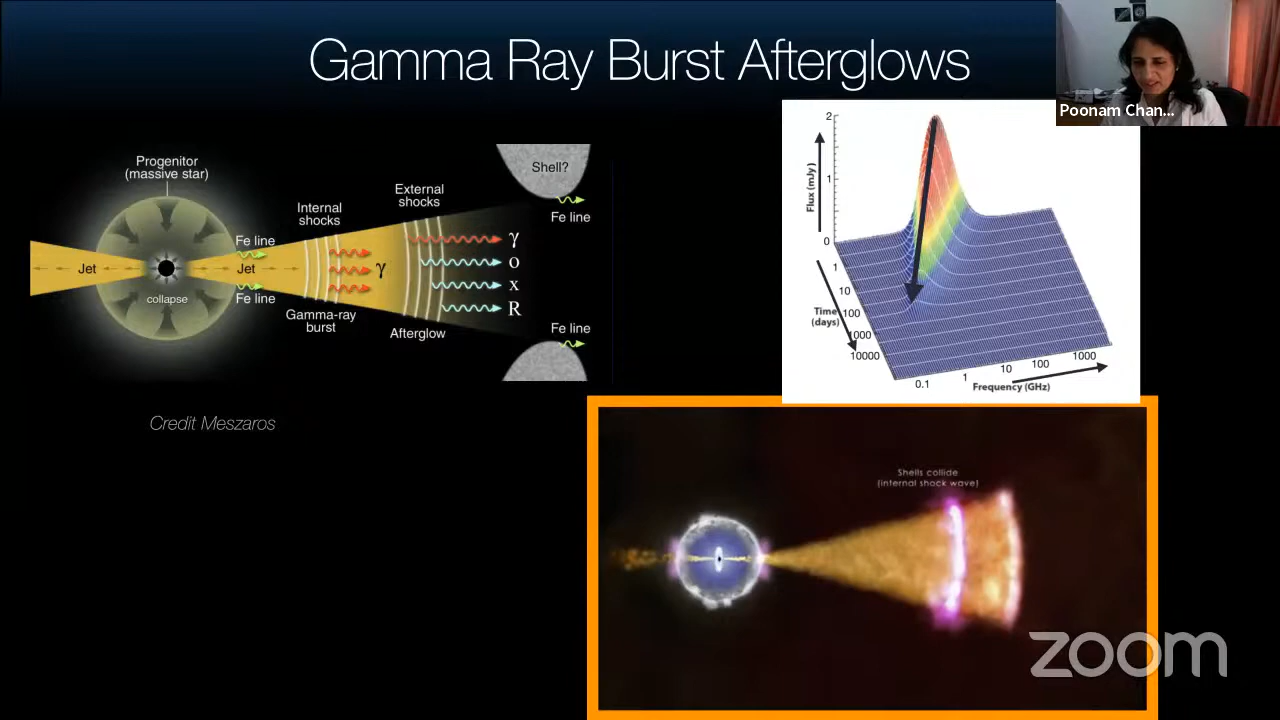 Gamma Ray Burst Afterglows
Poonam Chan...
Progenitor
(massive star)
Jet
collapse
Fe line
Jet
Fe line
Internal
shocks
γ
Gamma-ray
burst
External
shocks
Afterglow
γ
o
x
R
Shell?
Fe line
Fe line
Credit Meszaros
Flux (mJy)
2
1
0
Time
(days)
1
10
100
1000
10000
0.1
1
10
100
1000
Frequency (GHz)
Shells collide
(internal shock wave)
zoom